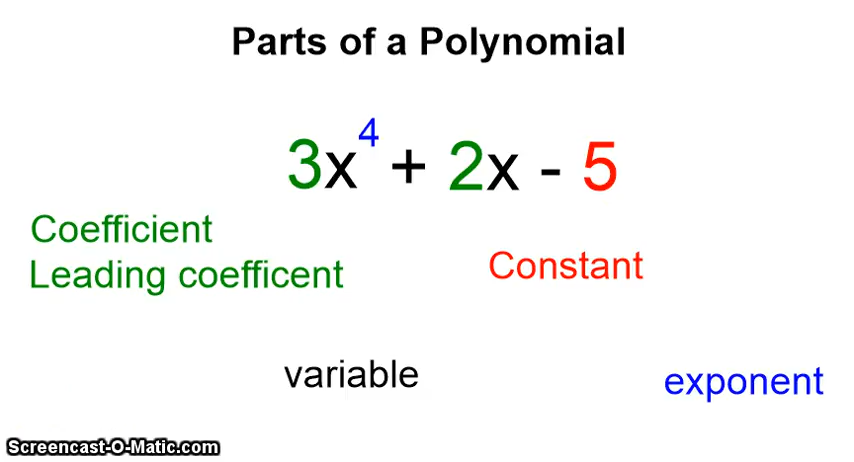 Parts of a Polynomial
3x⁴ + 2x - 5
Coefficient
Leading coefficent
Constant
variable
exponent
Screencast-O-Matic.com